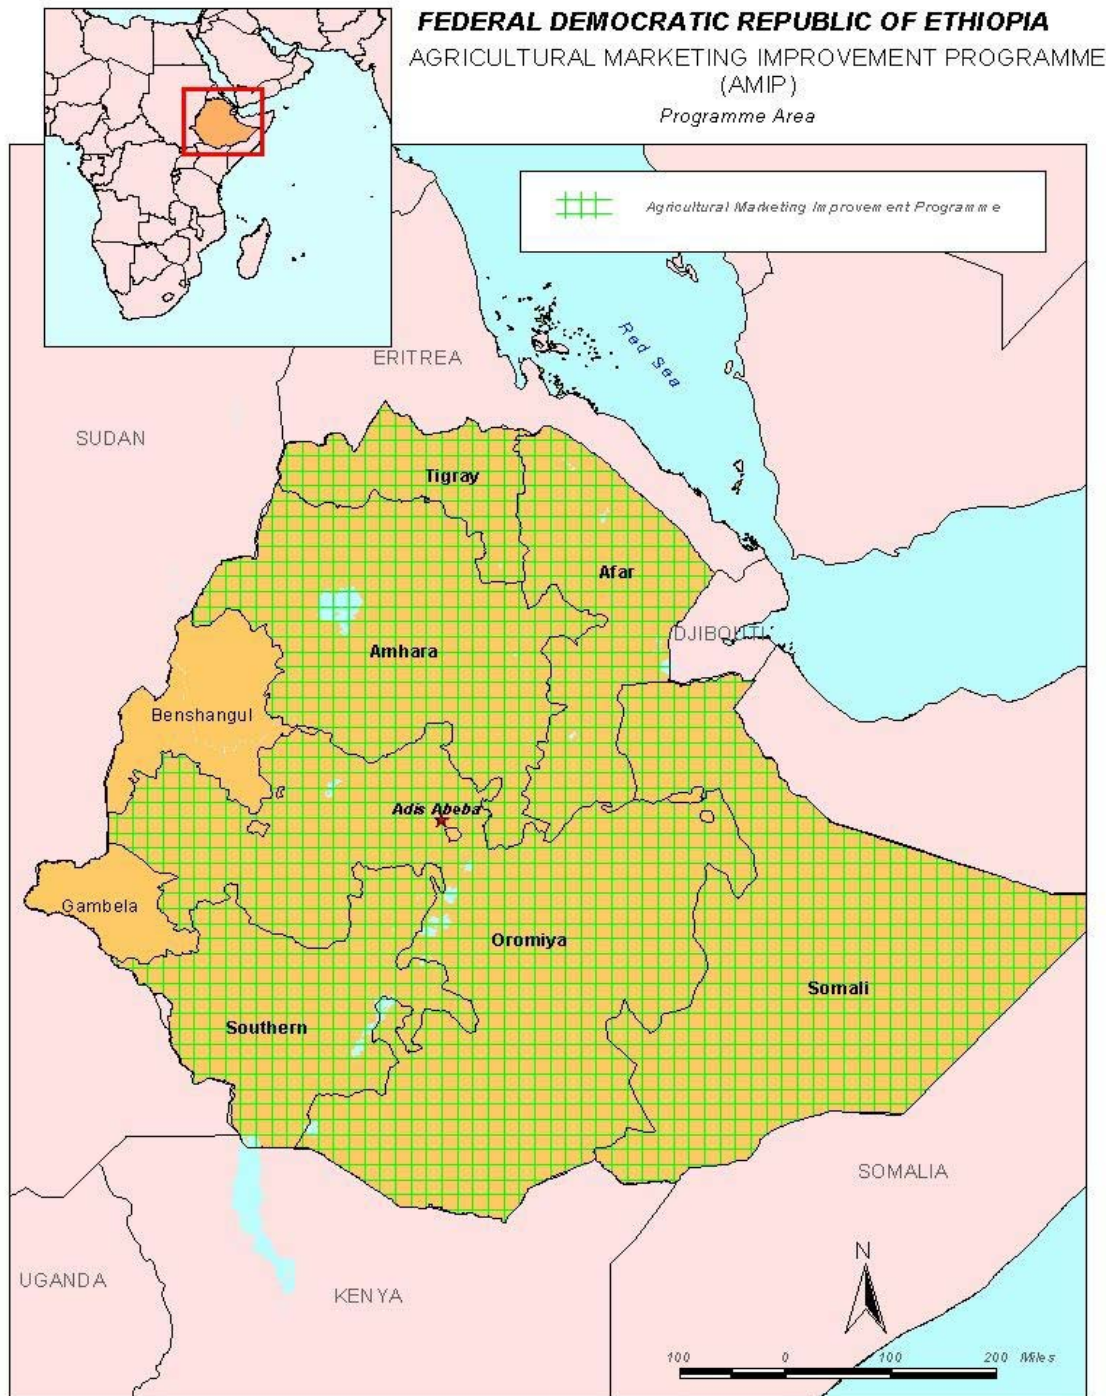 FEDERAL DEMOCRATIC REPUBLIC OF ETHIOPIA
AGRICULTURAL MARKETING IMPROVEMENT PROGRAMME
(AMIP)
Programme Area
Agricultural Marketing Improvement Programme
Red Sea
ERITREA
SUDAN
Tigray
Afar
DJIBOUTI
Amhara
Benshangul
Adis Abeba
Gambela
Oromiya
Somali
Southern
SOMALIA
UGANDA
KENYA
N
100 0 100 200 Miles